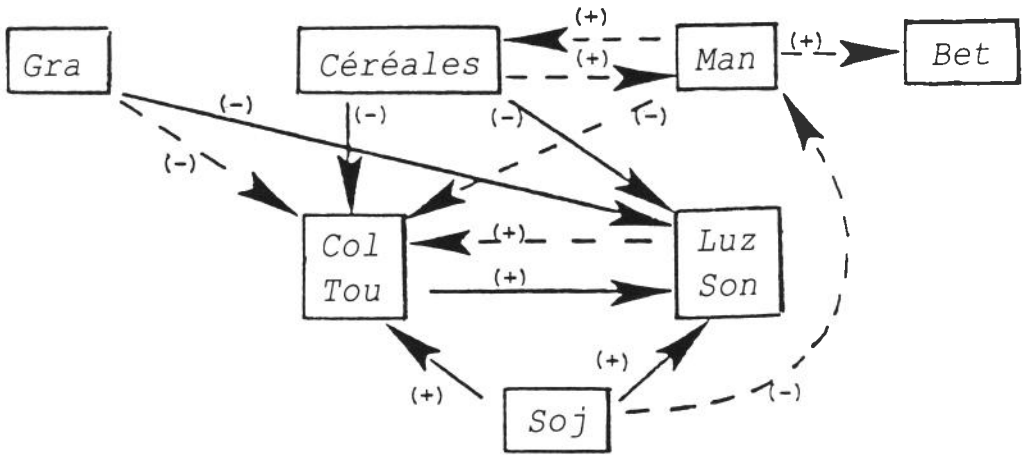 (+)
Gra
Céréales
(+)
Man
(+)
Bet
(-)
(-)
(-)
(-)
(-)
Col
Tou
(+)
(+)
Luz
Son
(+)
(+)
(-)
Soj